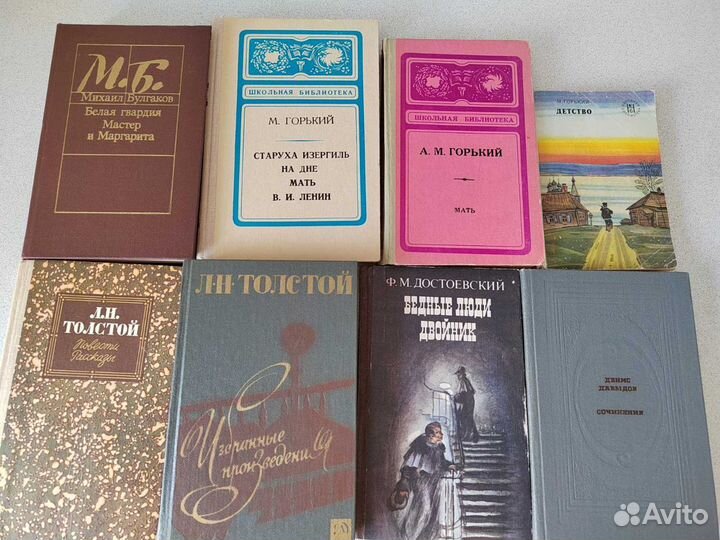 М.Б.
Михаил Булгаков
Белая гвардия
Мастер
и Маргарита
ШКОЛЬНАЯ БИБЛИОТЕКА
М. ГОРЬКИЙ
СТАРУХА ИЗЕРГИЛЬ
НА ДНЕ
МАТЬ
В. И. ЛЕНИН
ШКОЛЬНАЯ БИБЛИОТЕКА
А. М. ГОРЬКИЙ
МАТЬ
М. ГОРЬКИЙ
ДЕТСТВО
Л.Н.
ТОЛСТОЙ
Повести
Рассказы
Л·Н·ТОЛСТОЙ
Избранные
произведения
Ф. М. ДОСТОЕВСКИЙ
БЕДНЫЕ ЛЮДИ
ДВОЙНИК
ДЕНИС
ДАВЫДОВ
СОЧИНЕНИЯ
Avito